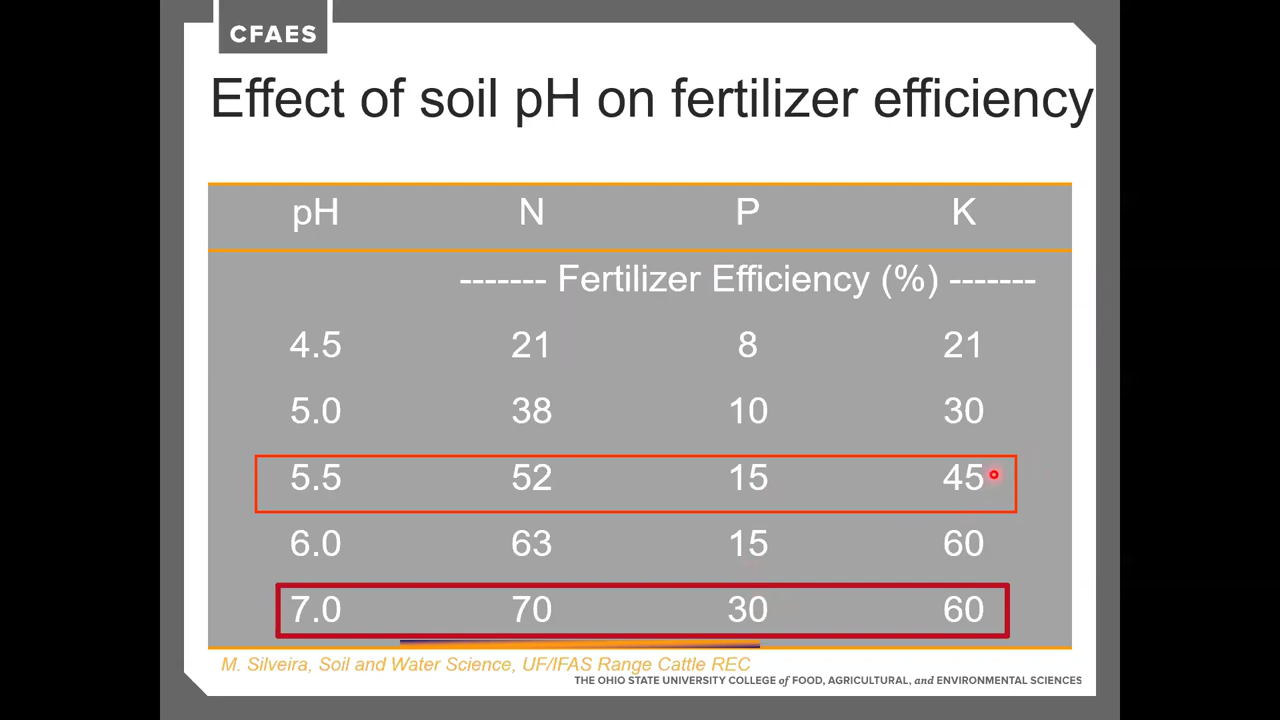 CFAES
Effect of soil pH on fertilizer efficiency
pH N P K
------- Fertilizer Efficiency (%) -------
4.5 21 8 21
5.0 38 10 30
5.5 52 15 45
6.0 63 15 60
7.0 70 30 60
M. Silveira, Soil and Water Science, UF/IFAS Range Cattle REC
THE OHIO STATE UNIVERSITY COLLEGE of FOOD, AGRICULTURAL, and ENVIRONMENTAL SCIENCES